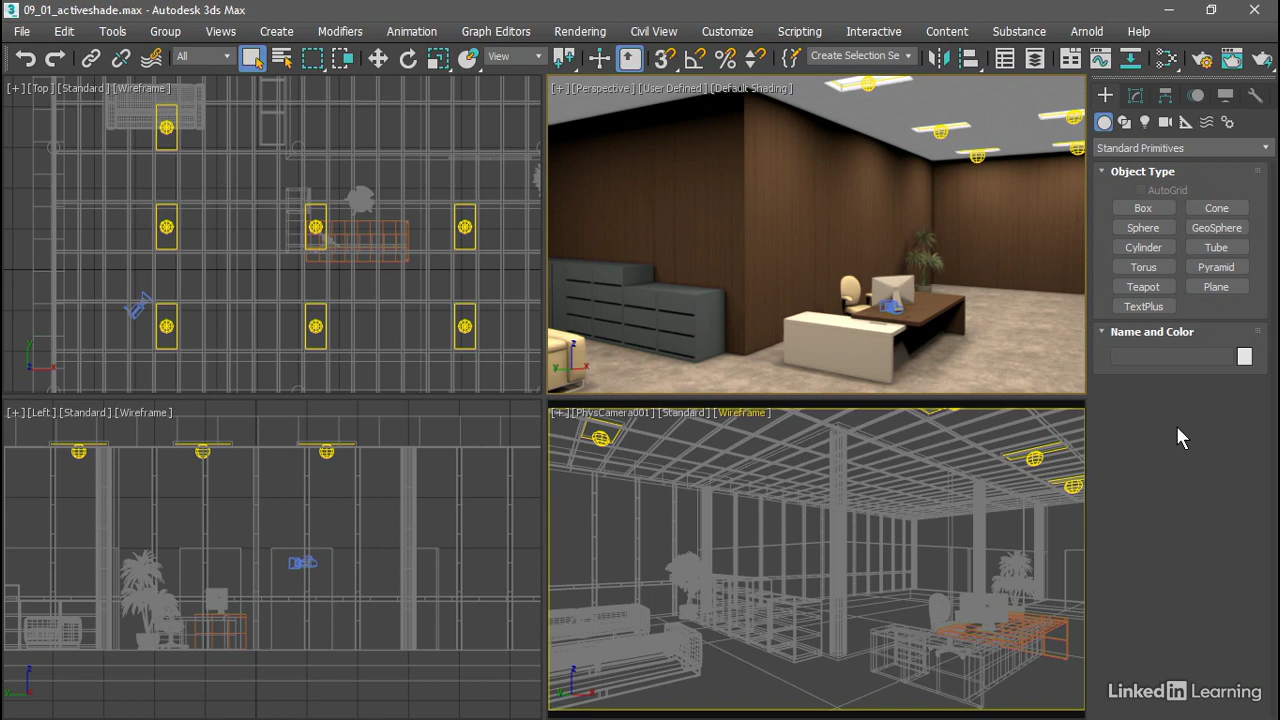 09_01_activeshade.max - Autodesk 3ds Max
File Edit Tools Group Views Create Modifiers Animation Graph Editors Rendering Civil View Customize Scripting Interactive Content Substance Arnold Help
All View Create Selection Se
[+] [Top] [Standard] [Wireframe]
[+] [Perspective] [User Defined] [Default Shading]
Standard Primitives
Object Type
AutoGrid
Box Cone
Sphere GeoSphere
Cylinder Tube
Torus Pyramid
Teapot Plane
TextPlus
Name and Color
[+] [Left] [Standard] [Wireframe]
[+] [PhysCamera001] [Standard] [Wireframe]
LinkedIn Learning